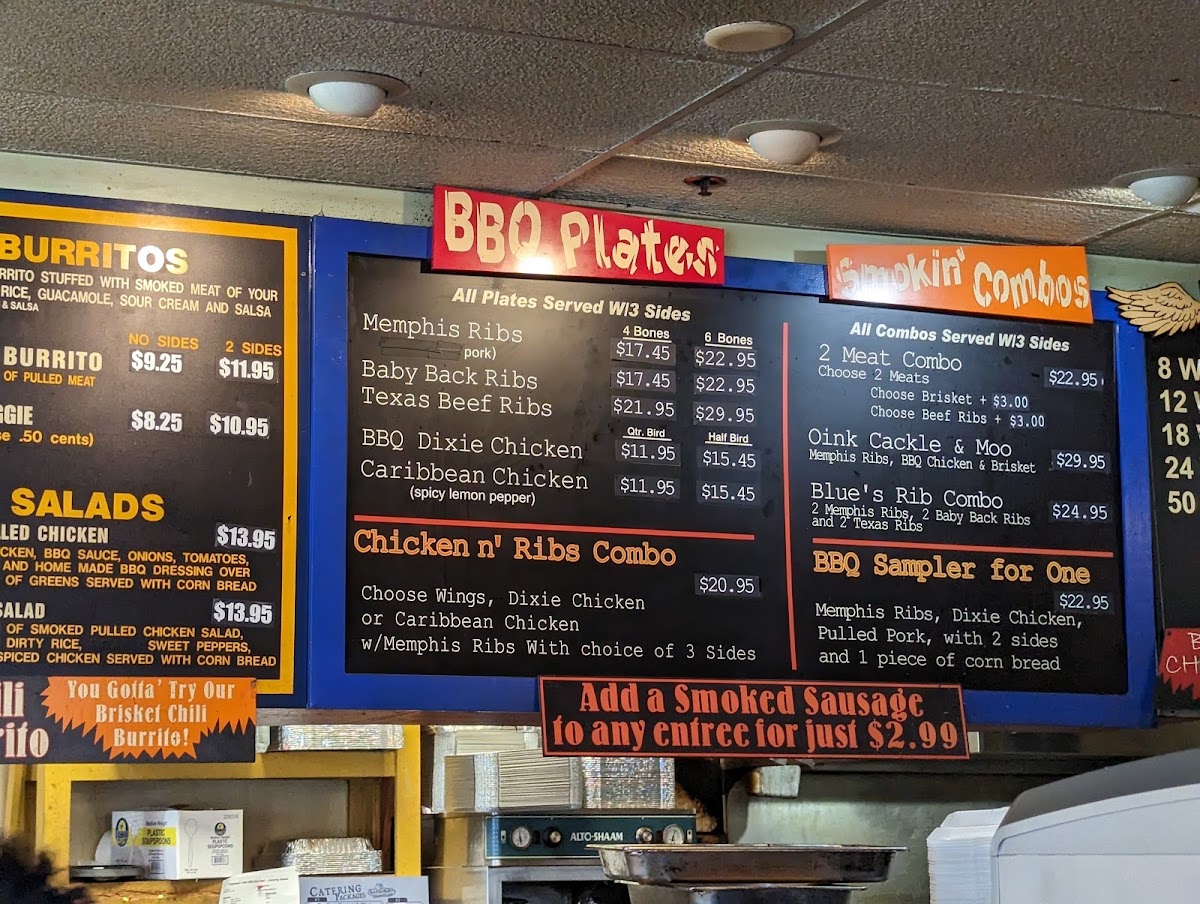 BURRITOS
RRITO STUFFED WITH SMOKED MEAT OF YOUR
RICE, GUACAMOLE, SOUR CREAM AND SALSA
& SALSA
NO SIDES 2 SIDES
BURRITO $9.25 $11.95
OF PULLED MEAT
GGIE $8.25 $10.95
se .50 cents)
SALADS
LED CHICKEN $13.95
CKEN, BBQ SAUCE, ONIONS, TOMATOES,
AND HOME MADE BBQ DRESSING OVER
OF GREENS SERVED WITH CORN BREAD
SALAD $13.95
OF SMOKED PULLED CHICKEN SALAD,
DIRTY RICE, SWEET PEPPERS,
SPICED CHICKEN SERVED WITH CORN BREAD
ili
rito
You Gotta' Try Our
Brisket Chili
Burrito!
BBQ Plates
All Plates Served W/3 Sides
4 Bones 6 Bones
Memphis Ribs $17.45 $22.95
pork)
Baby Back Ribs $17.45 $22.95
Texas Beef Ribs $21.95 $29.95
Qtr. Bird Half Bird
BBQ Dixie Chicken $11.95 $15.45
Caribbean Chicken $11.95 $15.45
(spicy lemon pepper)
Chicken n' Ribs Combo
$20.95
Choose Wings, Dixie Chicken
or Caribbean Chicken
w/Memphis Ribs With choice of 3 Sides
Smokin' Combos
All Combos Served W/3 Sides
2 Meat Combo $22.95
Choose 2 Meats
Choose Brisket + $3.00
Choose Beef Ribs + $3.00
Oink Cackle & Moo $29.95
Memphis Ribs, BBQ Chicken & Brisket
Blue's Rib Combo $24.95
2 Memphis Ribs, 2 Baby Back Ribs
and 2 Texas Ribs
BBQ Sampler for One
$22.95
Memphis Ribs, Dixie Chicken,
Pulled Pork, with 2 sides
and 1 piece of corn bread
Add a Smoked Sausage
to any entree for just $2.99
8 W
12
18
24
50
B
CH
PLASTIC
SOUPSPOONS
ALTO-SHAAM
CATERING
PACKAGES